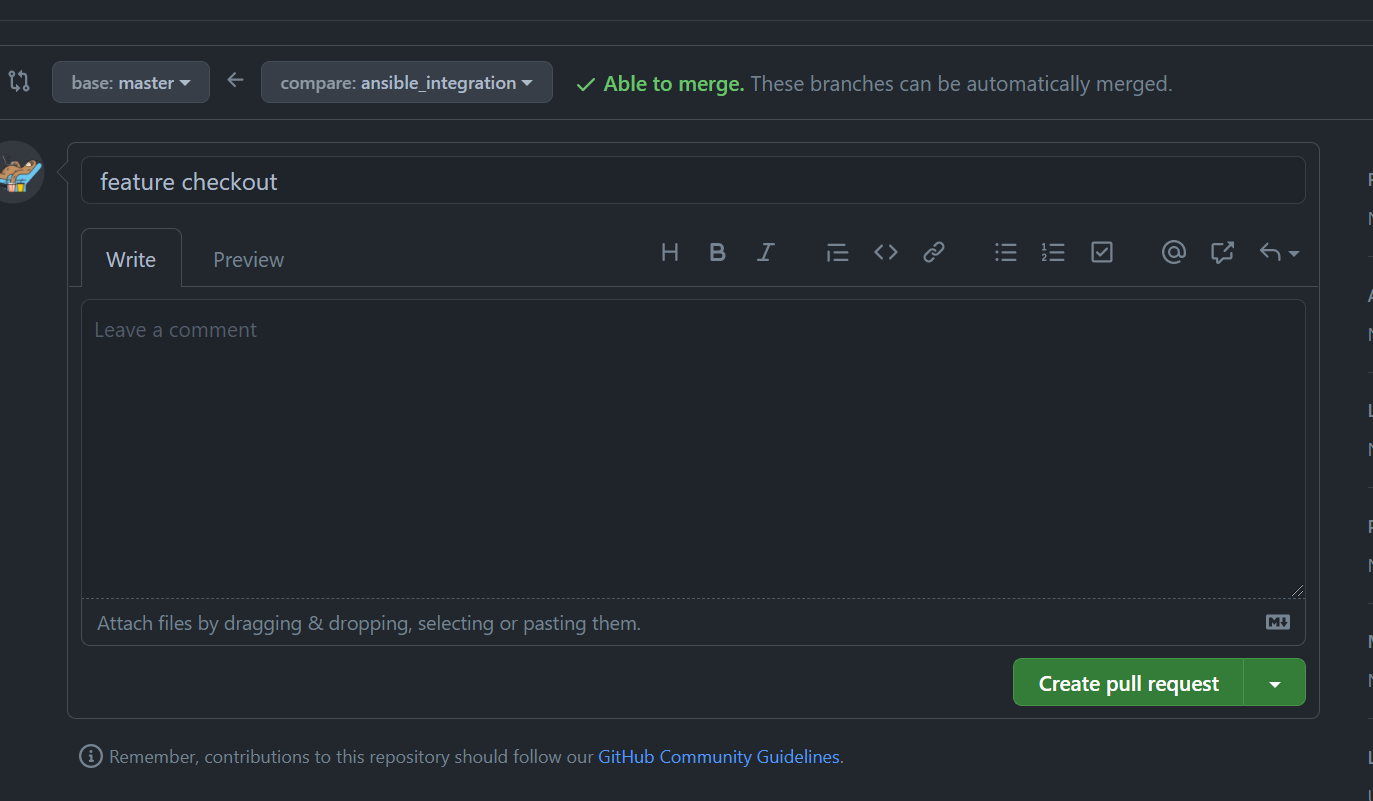 base: master compare: ansible_integration Able to merge. These branches can be automatically merged.
feature checkout
Write Preview
Leave a comment
Attach files by dragging & dropping, selecting or pasting them.
Create pull request
Remember, contributions to this repository should follow our GitHub Community Guidelines.